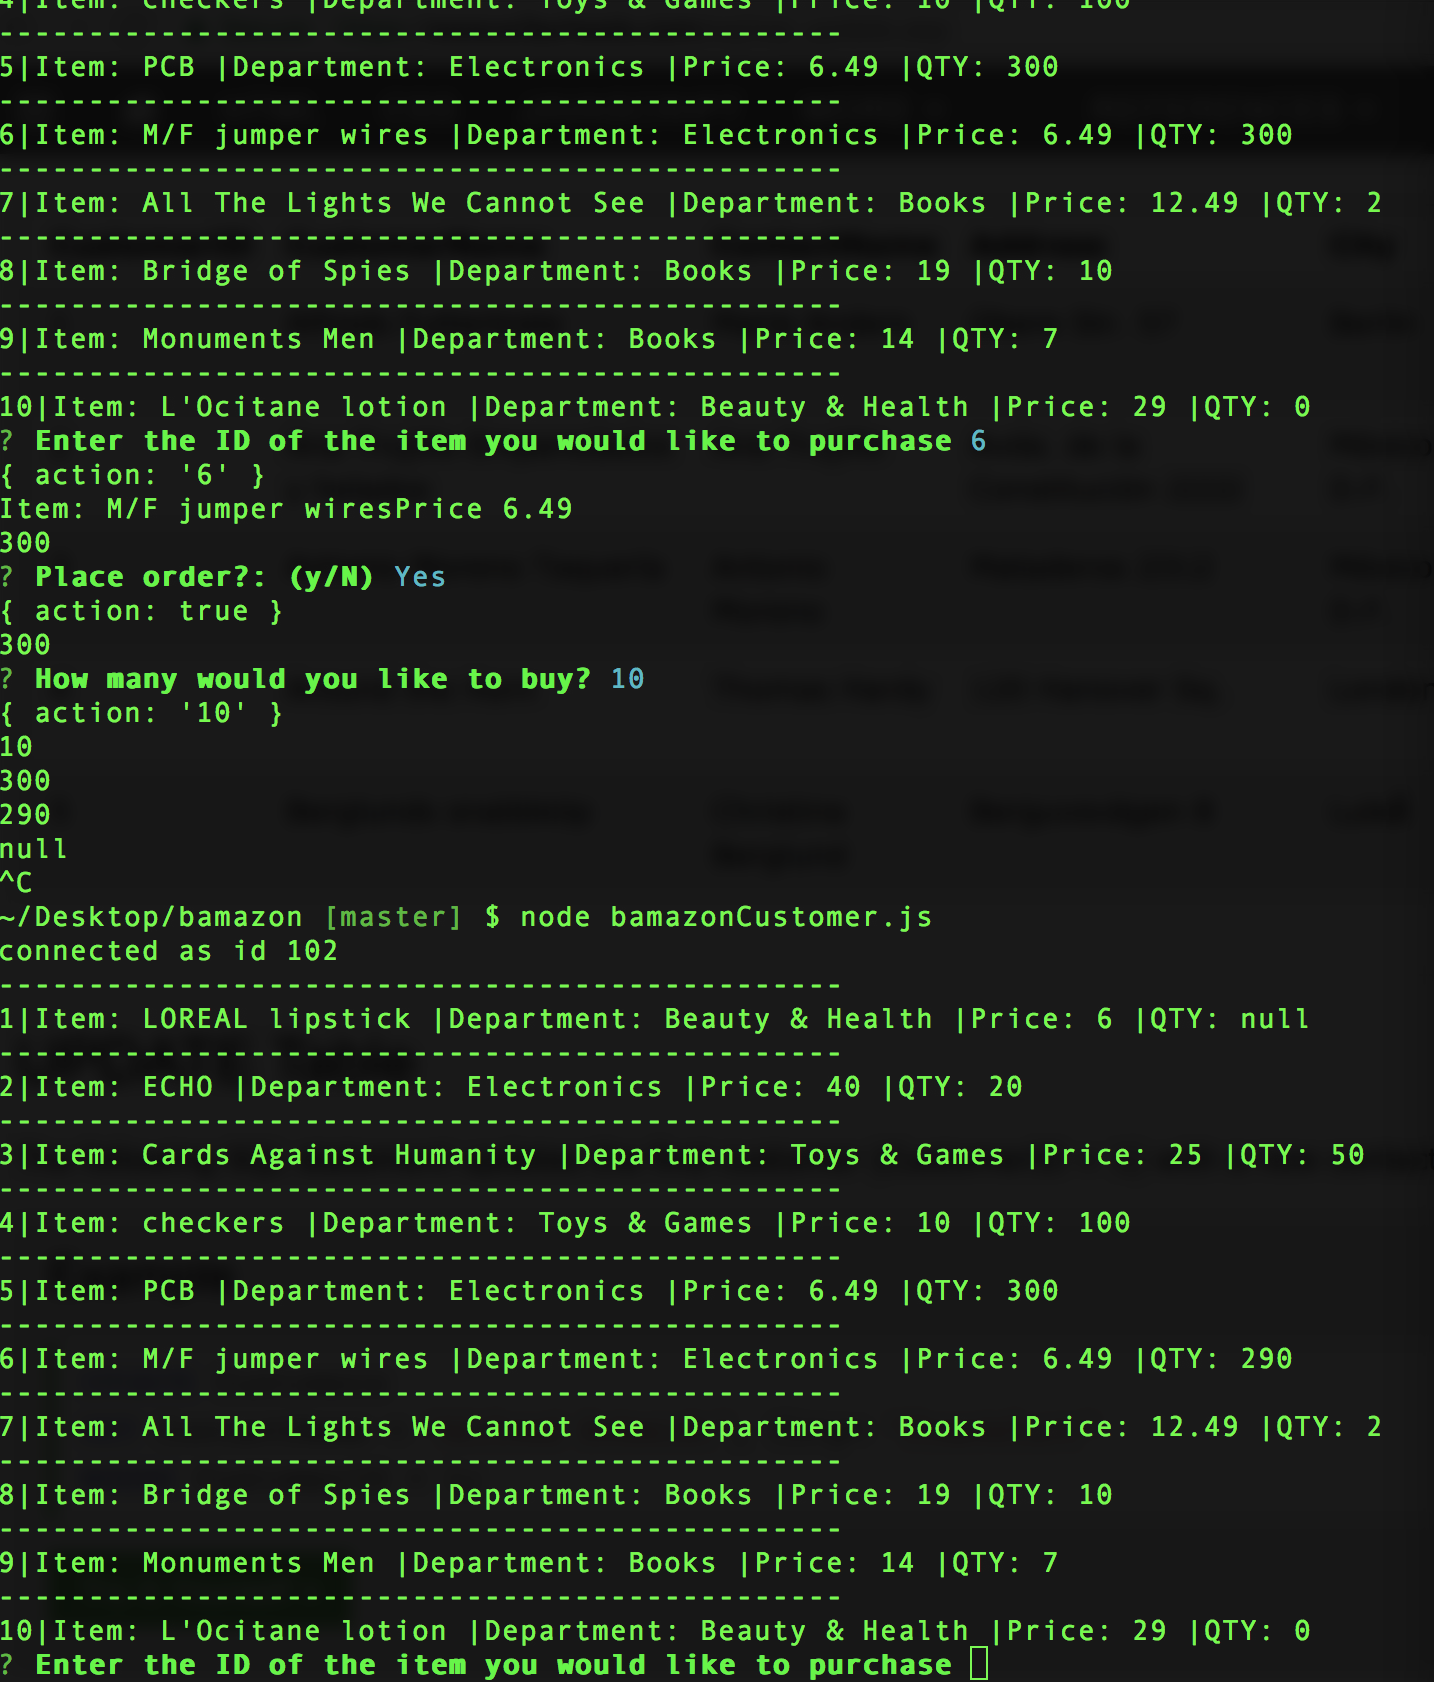 4|Item: checkers |Department: Toys & Games |Price: 10 |QTY: 100
-----------------------------------------------
5|Item: PCB |Department: Electronics |Price: 6.49 |QTY: 300
-----------------------------------------------
6|Item: M/F jumper wires |Department: Electronics |Price: 6.49 |QTY: 300
-----------------------------------------------
7|Item: All The Lights We Cannot See |Department: Books |Price: 12.49 |QTY: 2
-----------------------------------------------
8|Item: Bridge of Spies |Department: Books |Price: 19 |QTY: 10
-----------------------------------------------
9|Item: Monuments Men |Department: Books |Price: 14 |QTY: 7
-----------------------------------------------
10|Item: L'Ocitane lotion |Department: Beauty & Health |Price: 29 |QTY: 0
? Enter the ID of the item you would like to purchase 6
{ action: '6' }
Item: M/F jumper wiresPrice 6.49
300
? Place order?: (y/N) Yes
{ action: true }
300
? How many would you like to buy? 10
{ action: '10' }
10
300
290
null
^C
~/Desktop/bamazon [master] $ node bamazonCustomer.js
connected as id 102
-----------------------------------------------
1|Item: LOREAL lipstick |Department: Beauty & Health |Price: 6 |QTY: null
-----------------------------------------------
2|Item: ECHO |Department: Electronics |Price: 40 |QTY: 20
-----------------------------------------------
3|Item: Cards Against Humanity |Department: Toys & Games |Price: 25 |QTY: 50
-----------------------------------------------
4|Item: checkers |Department: Toys & Games |Price: 10 |QTY: 100
-----------------------------------------------
5|Item: PCB |Department: Electronics |Price: 6.49 |QTY: 300
-----------------------------------------------
6|Item: M/F jumper wires |Department: Electronics |Price: 6.49 |QTY: 290
-----------------------------------------------
7|Item: All The Lights We Cannot See |Department: Books |Price: 12.49 |QTY: 2
-----------------------------------------------
8|Item: Bridge of Spies |Department: Books |Price: 19 |QTY: 10
-----------------------------------------------
9|Item: Monuments Men |Department: Books |Price: 14 |QTY: 7
-----------------------------------------------
10|Item: L'Ocitane lotion |Department: Beauty & Health |Price: 29 |QTY: 0
? Enter the ID of the item you would like to purchase